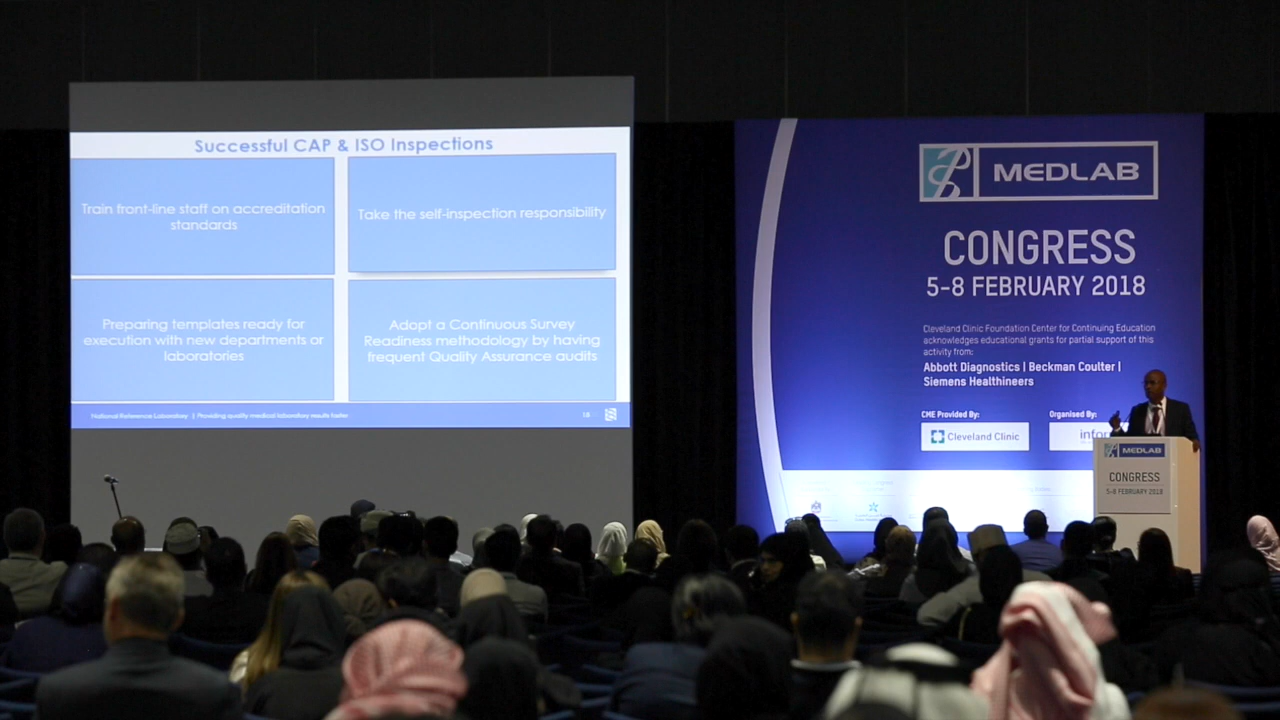 Successful CAP & ISO Inspections
Train front-line staff on accreditation
standards
Take the self-inspection responsibility
Preparing templates ready for
execution with new departments or
laboratories
Adopt a Continuous Survey
Readiness methodology by having
frequent Quality Assurance audits
National Reference Laboratory | Providing quality medical laboratory results faster
MEDLAB
CONGRESS
5-8 FEBRUARY 2018
Cleveland Clinic Foundation Center for Continuing Education
acknowledges educational grants for partial support of this
activity from:
Abbott Diagnostics | Beckman Coulter |
Siemens Healthineers
CME Provided By:
Cleveland Clinic
Organised By:
infor
MEDLAB
CONGRESS
5-8 FEBRUARY 2018